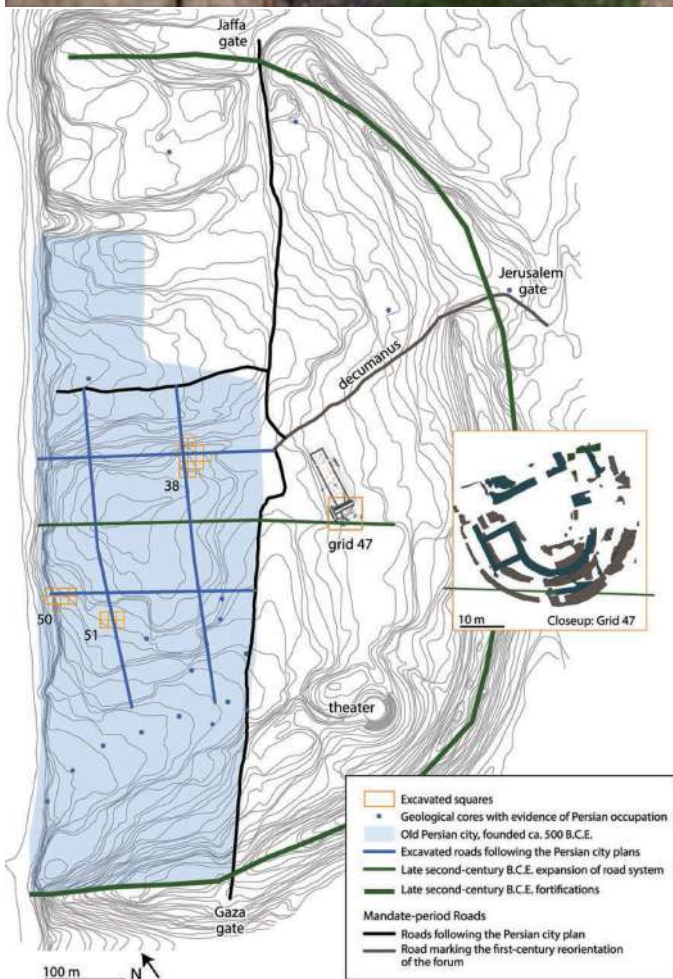 Jaffa
gate
Jerusalem
gate
decumanus
38
grid 47
50
51
10 m
Closeup: Grid 47
theater
Gaza
gate
100 m
N
Excavated squares
Geological cores with evidence of Persian occupation
Old Persian city, founded ca. 500 B.C.E.
Excavated roads following the Persian city plans
Late second-century B.C.E. expansion of road system
Late second-century B.C.E. fortifications
Mandate-period Roads
Roads following the Persian city plan
Road marking the first-century reorientation
of the forum